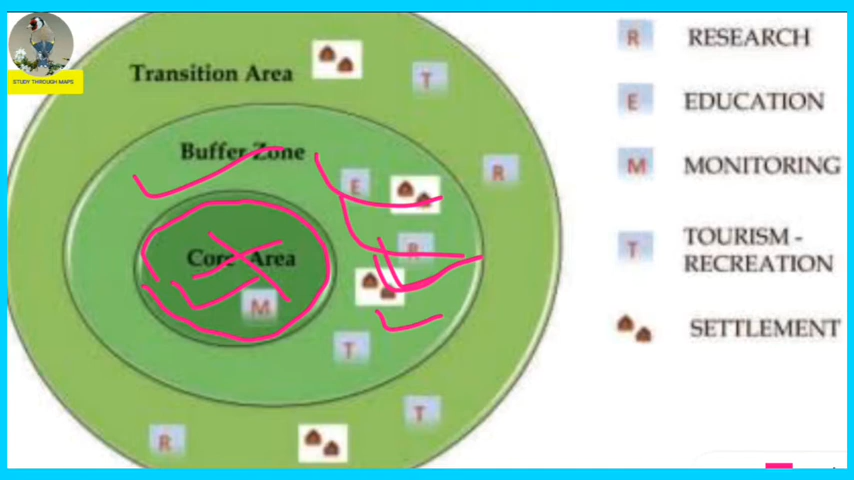 STUDY THROUGH MAPS
Transition Area
T
Buffer Zone
E
R
R
Core Area
M
T
T
R
R RESEARCH
E EDUCATION
M MONITORING
T TOURISM -
RECREATION
SETTLEMENT